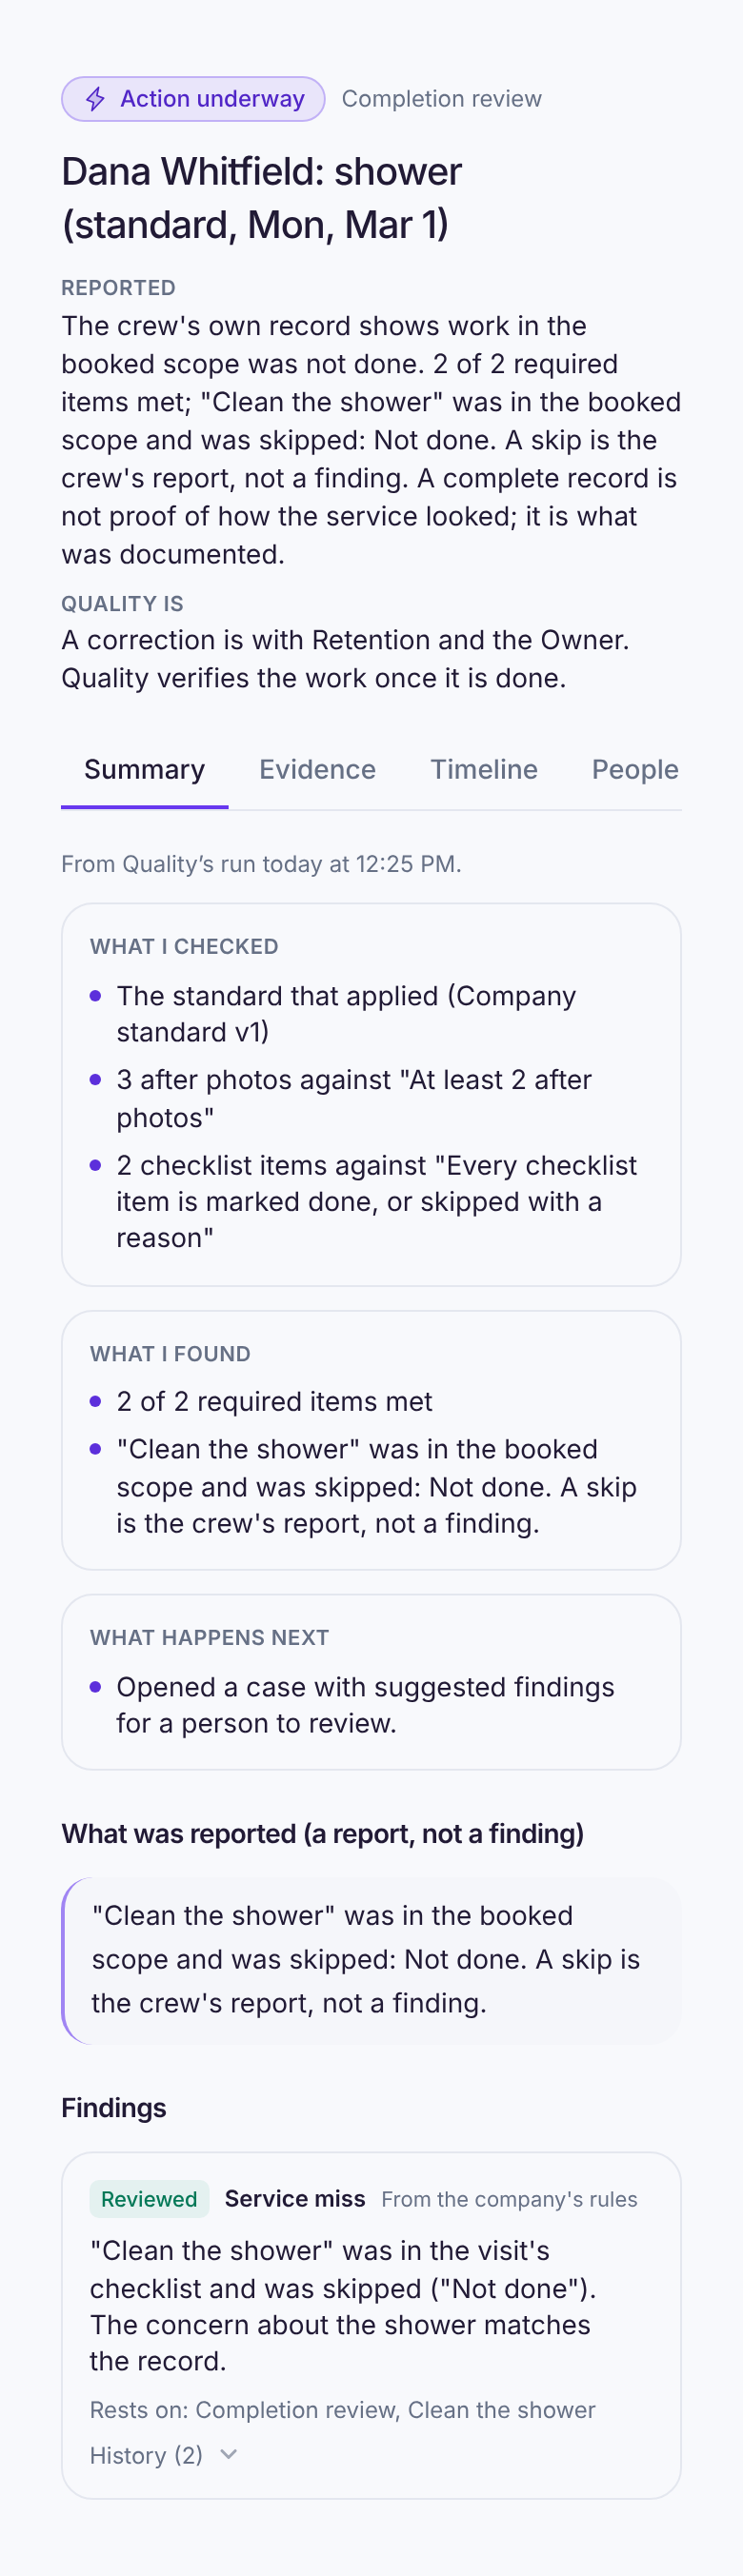 Action underway Completion review
Dana Whitfield: shower
(standard, Mon, Mar 1)
REPORTED
The crew's own record shows work in the
booked scope was not done. 2 of 2 required
items met; "Clean the shower" was in the booked
scope and was skipped: Not done. A skip is the
crew's report, not a finding. A complete record is
not proof of how the service looked; it is what
was documented.
QUALITY IS
A correction is with Retention and the Owner.
Quality verifies the work once it is done.
Summary Evidence Timeline People
From Quality’s run today at 12:25 PM.
WHAT I CHECKED
The standard that applied (Company
standard v1)
3 after photos against "At least 2 after
photos"
2 checklist items against "Every checklist
item is marked done, or skipped with a
reason"
WHAT I FOUND
2 of 2 required items met
"Clean the shower" was in the booked
scope and was skipped: Not done. A skip
is the crew's report, not a finding.
WHAT HAPPENS NEXT
Opened a case with suggested findings
for a person to review.
What was reported (a report, not a finding)
"Clean the shower" was in the booked
scope and was skipped: Not done. A skip is
the crew's report, not a finding.
Findings
Reviewed Service miss From the company's rules
"Clean the shower" was in the visit's
checklist and was skipped ("Not done").
The concern about the shower matches
the record.
Rests on: Completion review, Clean the shower
History (2)